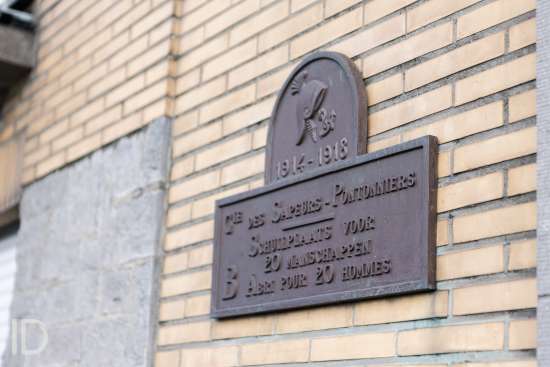 1914-1918
Cie des Sapeurs-Pontonniers
Schuilplaats voor
20 manschappen
B Abri pour 20 hommes
ID